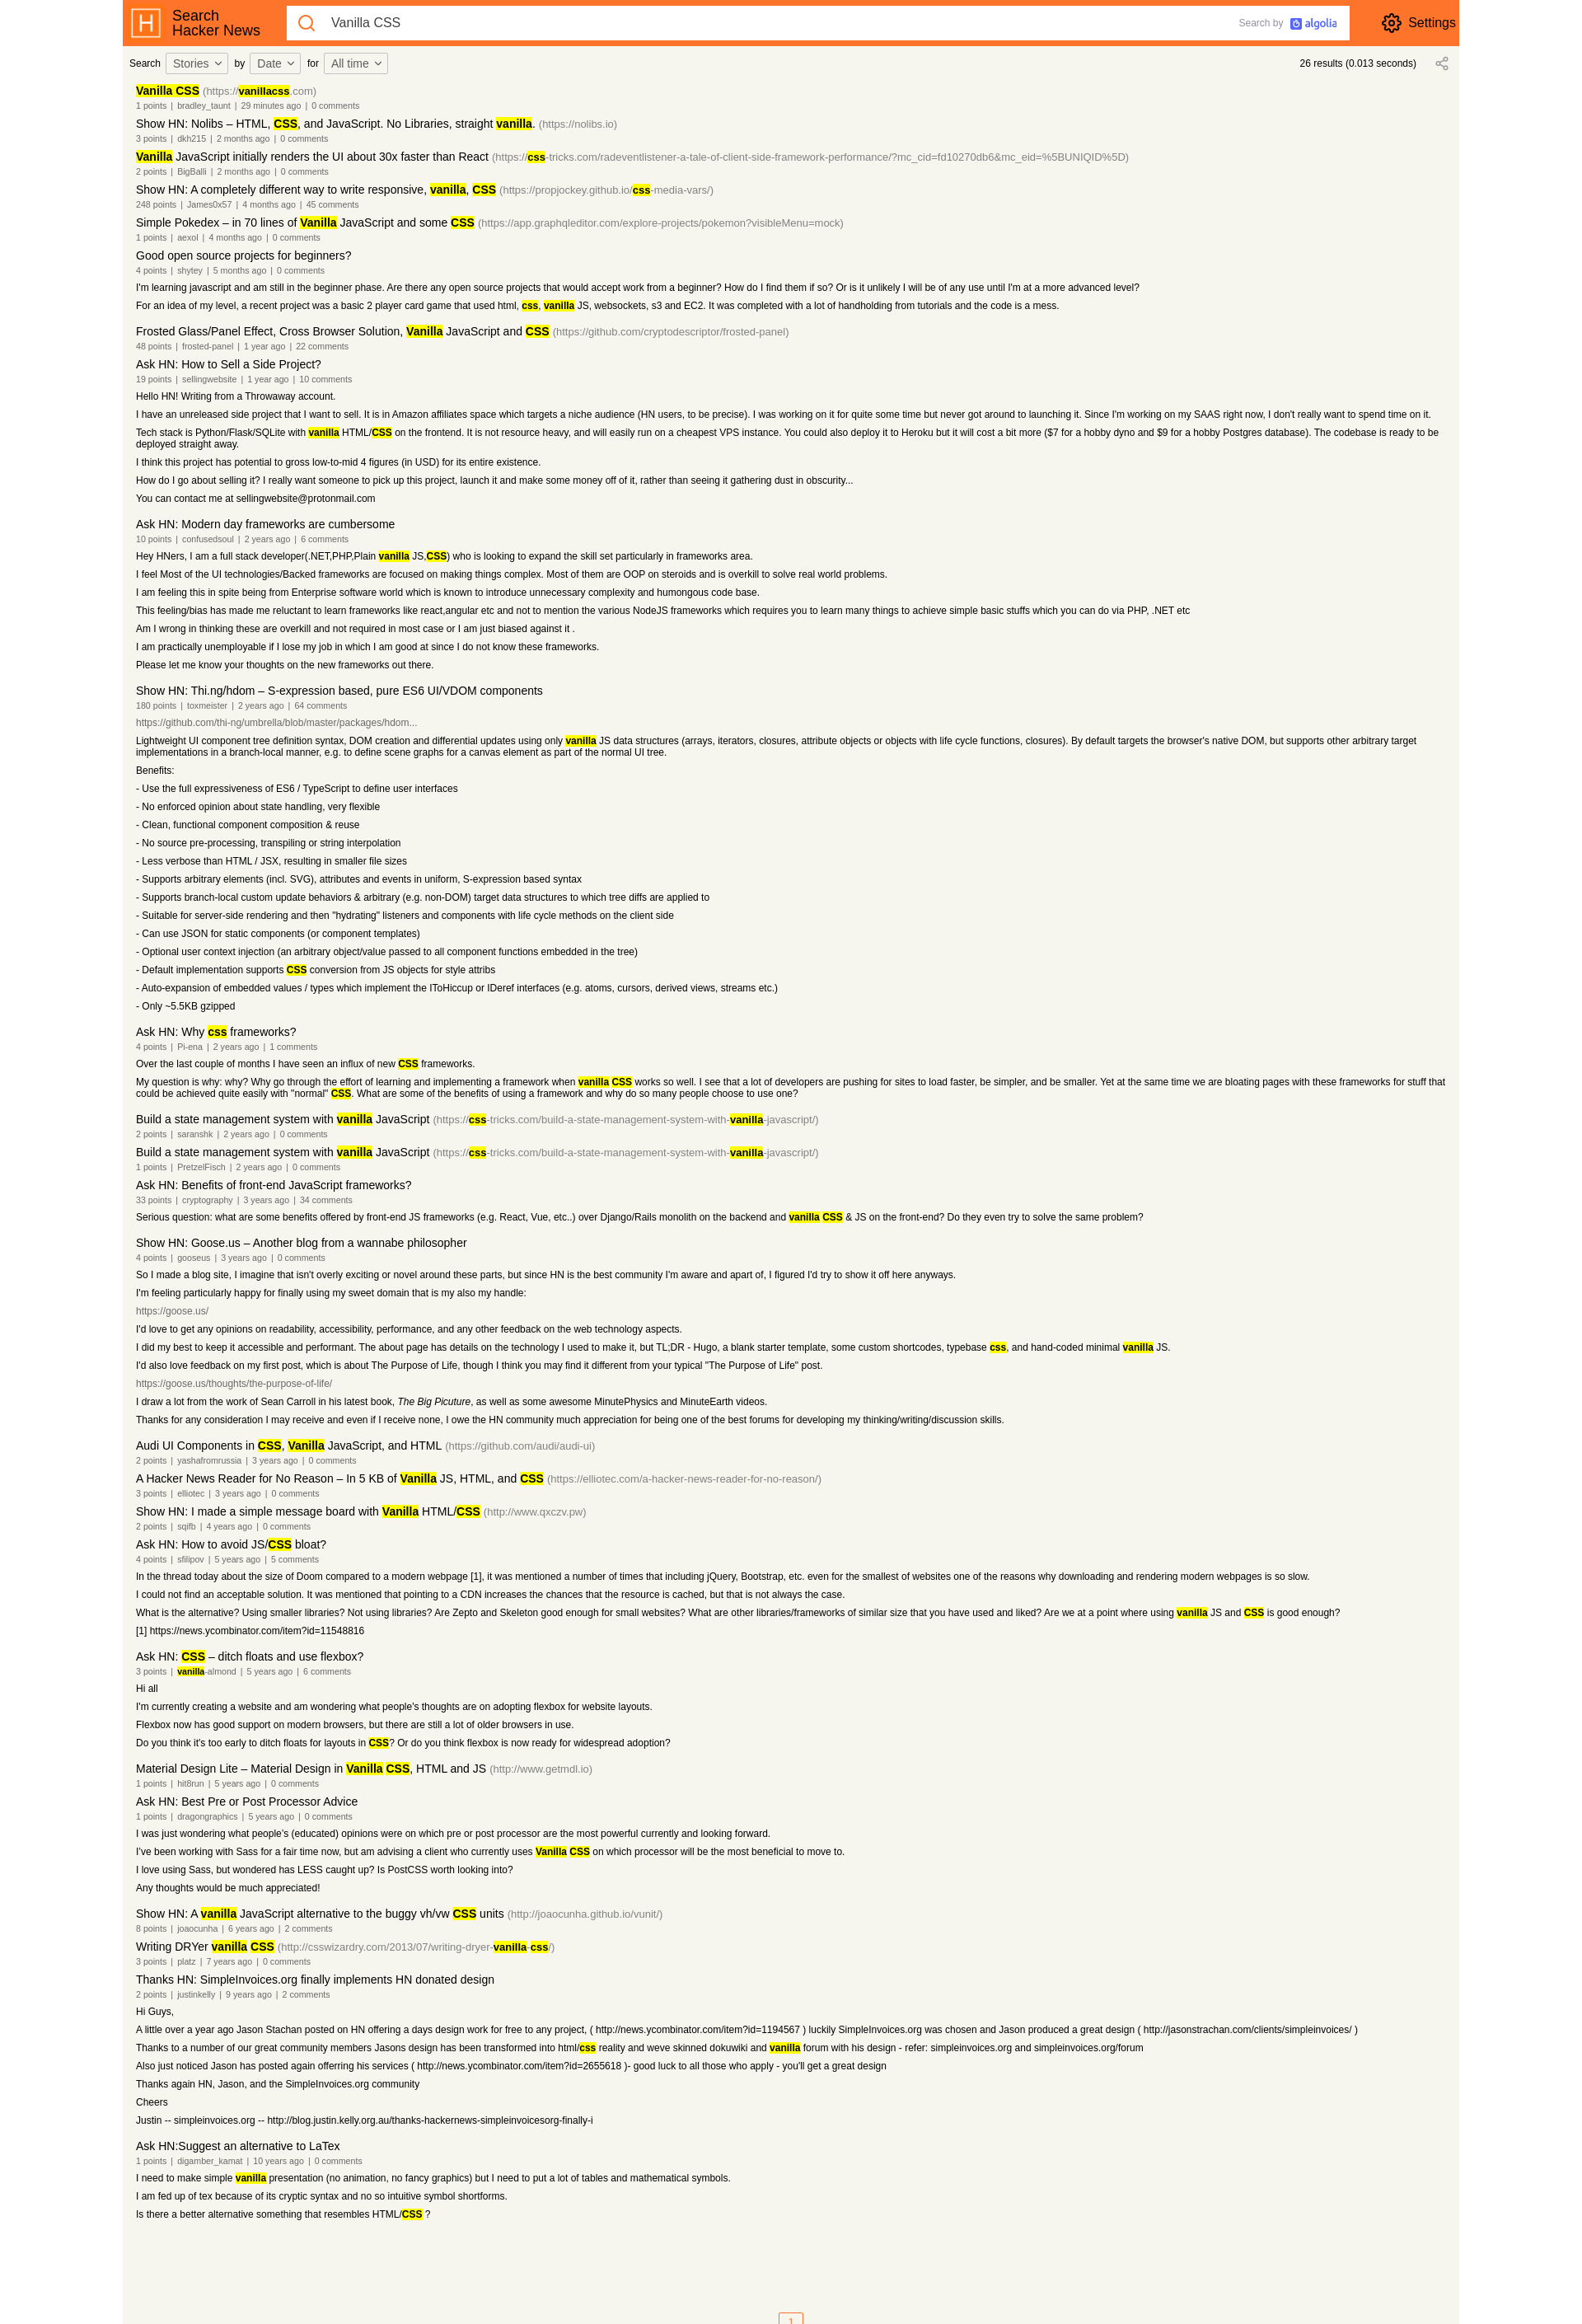 H
Search
Hacker News
Vanilla CSS
Search by algolia
Settings
Search Stories by Date for All time
26 results (0.013 seconds)
Vanilla CSS (https://vanillacss.com)
1 points | bradley_taunt | 29 minutes ago | 0 comments
Show HN: Nolibs – HTML, CSS, and JavaScript. No Libraries, straight vanilla. (https://nolibs.io)
3 points | dkh215 | 2 months ago | 0 comments
Vanilla JavaScript initially renders the UI about 30x faster than React (https://css-tricks.com/radeventlistener-a-tale-of-client-side-framework-performance/?mc_cid=fd10270db6&mc_eid=%5BUNIQID%5D)
2 points | BigBalli | 2 months ago | 0 comments
Show HN: A completely different way to write responsive, vanilla, CSS (https://propjockey.github.io/css-media-vars/)
248 points | James0x57 | 4 months ago | 45 comments
Simple Pokedex – in 70 lines of Vanilla JavaScript and some CSS (https://app.graphqleditor.com/explore-projects/pokemon?visibleMenu=mock)
1 points | aexol | 4 months ago | 0 comments
Good open source projects for beginners?
4 points | shytey | 5 months ago | 0 comments
I'm learning javascript and am still in the beginner phase. Are there any open source projects that would accept work from a beginner? How do I find them if so? Or is it unlikely I will be of any use until I'm at a more advanced level?
For an idea of my level, a recent project was a basic 2 player card game that used html, css, vanilla JS, websockets, s3 and EC2. It was completed with a lot of handholding from tutorials and the code is a mess.
Frosted Glass/Panel Effect, Cross Browser Solution, Vanilla JavaScript and CSS (https://github.com/cryptodescriptor/frosted-panel)
48 points | frosted-panel | 1 year ago | 22 comments
Ask HN: How to Sell a Side Project?
19 points | sellingwebsite | 1 year ago | 10 comments
Hello HN! Writing from a Throwaway account.
I have an unreleased side project that I want to sell. It is in Amazon affiliates space which targets a niche audience (HN users, to be precise). I was working on it for quite some time but never got around to launching it. Since I'm working on my SAAS right now, I don't really want to spend time on it.
Tech stack is Python/Flask/SQLite with vanilla HTML/CSS on the frontend. It is not resource heavy, and will easily run on a cheapest VPS instance. You could also deploy it to Heroku but it will cost a bit more ($7 for a hobby dyno and $9 for a hobby Postgres database). The codebase is ready to be
deployed straight away.
I think this project has potential to gross low-to-mid 4 figures (in USD) for its entire existence.
How do I go about selling it? I really want someone to pick up this project, launch it and make some money off of it, rather than seeing it gathering dust in obscurity...
You can contact me at sellingwebsite@protonmail.com
Ask HN: Modern day frameworks are cumbersome
10 points | confusedsoul | 2 years ago | 6 comments
Hey HNers, I am a full stack developer(.NET,PHP,Plain vanilla JS,CSS) who is looking to expand the skill set particularly in frameworks area.
I feel Most of the UI technologies/Backed frameworks are focused on making things complex. Most of them are OOP on steroids and is overkill to solve real world problems.
I am feeling this in spite being from Enterprise software world which is known to introduce unnecessary complexity and humongous code base.
This feeling/bias has made me reluctant to learn frameworks like react,angular etc and not to mention the various NodeJS frameworks which requires you to learn many things to achieve simple basic stuffs which you can do via PHP, .NET etc
Am I wrong in thinking these are overkill and not required in most case or I am just biased against it .
I am practically unemployable if I lose my job in which I am good at since I do not know these frameworks.
Please let me know your thoughts on the new frameworks out there.
Show HN: Thi.ng/hdom – S-expression based, pure ES6 UI/VDOM components
180 points | toxmeister | 2 years ago | 64 comments
https://github.com/thi-ng/umbrella/blob/master/packages/hdom...
Lightweight UI component tree definition syntax, DOM creation and differential updates using only vanilla JS data structures (arrays, iterators, closures, attribute objects or objects with life cycle functions, closures). By default targets the browser's native DOM, but supports other arbitrary target
implementations in a branch-local manner, e.g. to define scene graphs for a canvas element as part of the normal UI tree.
Benefits:
- Use the full expressiveness of ES6 / TypeScript to define user interfaces
- No enforced opinion about state handling, very flexible
- Clean, functional component composition & reuse
- No source pre-processing, transpiling or string interpolation
- Less verbose than HTML / JSX, resulting in smaller file sizes
- Supports arbitrary elements (incl. SVG), attributes and events in uniform, S-expression based syntax
- Supports branch-local custom update behaviors & arbitrary (e.g. non-DOM) target data structures to which tree diffs are applied to
- Suitable for server-side rendering and then "hydrating" listeners and components with life cycle methods on the client side
- Can use JSON for static components (or component templates)
- Optional user context injection (an arbitrary object/value passed to all component functions embedded in the tree)
- Default implementation supports CSS conversion from JS objects for style attribs
- Auto-expansion of embedded values / types which implement the IToHiccup or IDeref interfaces (e.g. atoms, cursors, derived views, streams etc.)
- Only ~5.5KB gzipped
Ask HN: Why css frameworks?
4 points | Pi-ena | 2 years ago | 1 comments
Over the last couple of months I have seen an influx of new CSS frameworks.
My question is why: why? Why go through the effort of learning and implementing a framework when vanilla CSS works so well. I see that a lot of developers are pushing for sites to load faster, be simpler, and be smaller. Yet at the same time we are bloating pages with these frameworks for stuff that
could be achieved quite easily with "normal" CSS. What are some of the benefits of using a framework and why do so many people choose to use one?
Build a state management system with vanilla JavaScript (https://css-tricks.com/build-a-state-management-system-with-vanilla-javascript/)
2 points | saranshk | 2 years ago | 0 comments
Build a state management system with vanilla JavaScript (https://css-tricks.com/build-a-state-management-system-with-vanilla-javascript/)
1 points | PretzelFisch | 2 years ago | 0 comments
Ask HN: Benefits of front-end JavaScript frameworks?
33 points | cryptography | 3 years ago | 34 comments
Serious question: what are some benefits offered by front-end JS frameworks (e.g. React, Vue, etc..) over Django/Rails monolith on the backend and vanilla CSS & JS on the front-end? Do they even try to solve the same problem?
Show HN: Goose.us – Another blog from a wannabe philosopher
4 points | gooseus | 3 years ago | 0 comments
So I made a blog site, I imagine that isn't overly exciting or novel around these parts, but since HN is the best community I'm aware and apart of, I figured I'd try to show it off here anyways.
I'm feeling particularly happy for finally using my sweet domain that is my also my handle:
https://goose.us/
I'd love to get any opinions on readability, accessibility, performance, and any other feedback on the web technology aspects.
I did my best to keep it accessible and performant. The about page has details on the technology I used to make it, but TL;DR - Hugo, a blank starter template, some custom shortcodes, typebase css, and hand-coded minimal vanilla JS.
I'd also love feedback on my first post, which is about The Purpose of Life, though I think you may find it different from your typical "The Purpose of Life" post.
https://goose.us/thoughts/the-purpose-of-life/
I draw a lot from the work of Sean Carroll in his latest book, The Big Picuture, as well as some awesome MinutePhysics and MinuteEarth videos.
Thanks for any consideration I may receive and even if I receive none, I owe the HN community much appreciation for being one of the best forums for developing my thinking/writing/discussion skills.
Audi UI Components in CSS, Vanilla JavaScript, and HTML (https://github.com/audi/audi-ui)
2 points | yashafromrussia | 3 years ago | 0 comments
A Hacker News Reader for No Reason – In 5 KB of Vanilla JS, HTML, and CSS (https://elliotec.com/a-hacker-news-reader-for-no-reason/)
3 points | elliotec | 3 years ago | 0 comments
Show HN: I made a simple message board with Vanilla HTML/CSS (http://www.qxczv.pw)
2 points | sqifb | 4 years ago | 0 comments
Ask HN: How to avoid JS/CSS bloat?
4 points | sfilipov | 5 years ago | 5 comments
In the thread today about the size of Doom compared to a modern webpage [1], it was mentioned a number of times that including jQuery, Bootstrap, etc. even for the smallest of websites one of the reasons why downloading and rendering modern webpages is so slow.
I could not find an acceptable solution. It was mentioned that pointing to a CDN increases the chances that the resource is cached, but that is not always the case.
What is the alternative? Using smaller libraries? Not using libraries? Are Zepto and Skeleton good enough for small websites? What are other libraries/frameworks of similar size that you have used and liked? Are we at a point where using vanilla JS and CSS is good enough?
[1] https://news.ycombinator.com/item?id=11548816
Ask HN: CSS – ditch floats and use flexbox?
3 points | vanilla-almond | 5 years ago | 6 comments
Hi all
I'm currently creating a website and am wondering what people's thoughts are on adopting flexbox for website layouts.
Flexbox now has good support on modern browsers, but there are still a lot of older browsers in use.
Do you think it's too early to ditch floats for layouts in CSS? Or do you think flexbox is now ready for widespread adoption?
Material Design Lite – Material Design in Vanilla CSS, HTML and JS (http://www.getmdl.io)
1 points | hit8run | 5 years ago | 0 comments
Ask HN: Best Pre or Post Processor Advice
1 points | dragongraphics | 5 years ago | 0 comments
I was just wondering what people's (educated) opinions were on which pre or post processor are the most powerful currently and looking forward.
I've been working with Sass for a fair time now, but am advising a client who currently uses Vanilla CSS on which processor will be the most beneficial to move to.
I love using Sass, but wondered has LESS caught up? Is PostCSS worth looking into?
Any thoughts would be much appreciated!
Show HN: A vanilla JavaScript alternative to the buggy vh/vw CSS units (http://joaocunha.github.io/vunit/)
8 points | joaocunha | 6 years ago | 2 comments
Writing DRYer vanilla CSS (http://csswizardry.com/2013/07/writing-dryer-vanilla-css/)
3 points | platz | 7 years ago | 0 comments
Thanks HN: SimpleInvoices.org finally implements HN donated design
2 points | justinkelly | 9 years ago | 2 comments
Hi Guys,
A little over a year ago Jason Stachan posted on HN offering a days design work for free to any project, ( http://news.ycombinator.com/item?id=1194567 ) luckily SimpleInvoices.org was chosen and Jason produced a great design ( http://jasonstrachan.com/clients/simpleinvoices/ )
Thanks to a number of our great community members Jasons design has been transformed into html/css reality and weve skinned dokuwiki and vanilla forum with his design - refer: simpleinvoices.org and simpleinvoices.org/forum
Also just noticed Jason has posted again offerring his services ( http://news.ycombinator.com/item?id=2655618 )- good luck to all those who apply - you'll get a great design
Thanks again HN, Jason, and the SimpleInvoices.org community
Cheers
Justin -- simpleinvoices.org -- http://blog.justin.kelly.org.au/thanks-hackernews-simpleinvoicesorg-finally-i
Ask HN:Suggest an alternative to LaTex
1 points | digamber_kamat | 10 years ago | 0 comments
I need to make simple vanilla presentation (no animation, no fancy graphics) but I need to put a lot of tables and mathematical symbols.
I am fed up of tex because of its cryptic syntax and no so intuitive symbol shortforms.
Is there a better alternative something that resembles HTML/CSS ?
1